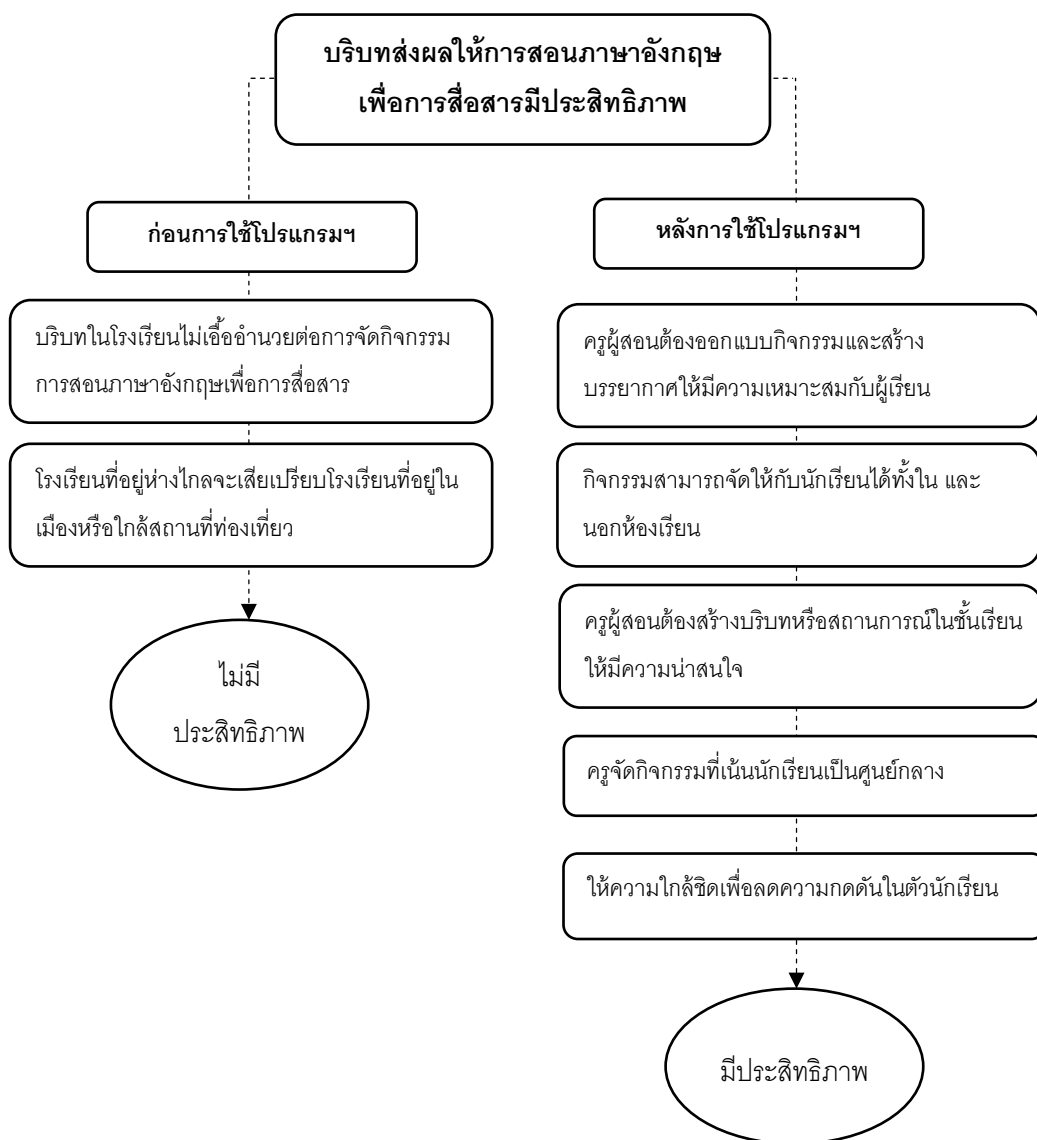 บริบทส่งผลให้การสอนภาษาอังกฤษ
เพื่อการสื่อสารมีประสิทธิภาพ
ก่อนการใช้โปรแกรมฯ
บริบทในโรงเรียนไม่เอื้ออำนวยต่อการจัดกิจกรรม
การสอนภาษาอังกฤษเพื่อการสื่อสาร
โรงเรียนที่อยู่ห่างไกลจะเสียเปรียบโรงเรียนที่อยู่ใน
เมืองหรือใกล้สถานที่ท่องเที่ยว
ไม่มี
ประสิทธิภาพ
หลังการใช้โปรแกรมฯ
ครูผู้สอนต้องออกแบบกิจกรรมและสร้าง
บรรยากาศให้มีความเหมาะสมกับผู้เรียน
กิจกรรมสามารถจัดให้กับนักเรียนได้ทั้งใน และ
นอกห้องเรียน
ครูผู้สอนต้องสร้างบริบทหรือสถานการณ์ในชั้นเรียน
ให้มีความน่าสนใจ
ครูจัดกิจกรรมที่เน้นนักเรียนเป็นศูนย์กลาง
ให้ความใกล้ชิดเพื่อลดความกดดันในตัวนักเรียน
มีประสิทธิภาพ